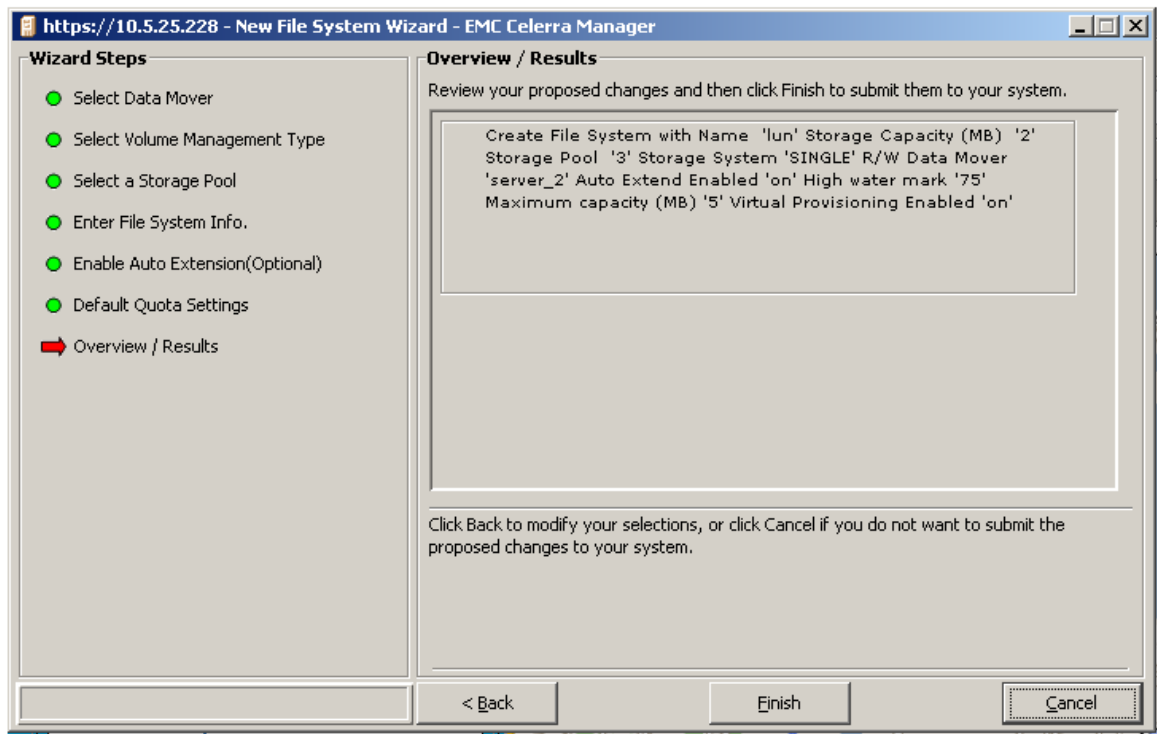 https://10.5.25.228 - New File System Wizard - EMC Celerra Manager
Wizard Steps
Select Data Mover
Select Volume Management Type
Select a Storage Pool
Enter File System Info.
Enable Auto Extension(Optional)
Default Quota Settings
Overview / Results
Overview / Results
Review your proposed changes and then click Finish to submit them to your system.
Create File System with Name 'lun' Storage Capacity (MB) '2'
Storage Pool '3' Storage System 'SINGLE' R/W Data Mover
'server_2' Auto Extend Enabled 'on' High water mark '75'
Maximum capacity (MB) '5' Virtual Provisioning Enabled 'on'
Click Back to modify your selections, or click Cancel if you do not want to submit the
proposed changes to your system.
< Back
Finish
Cancel